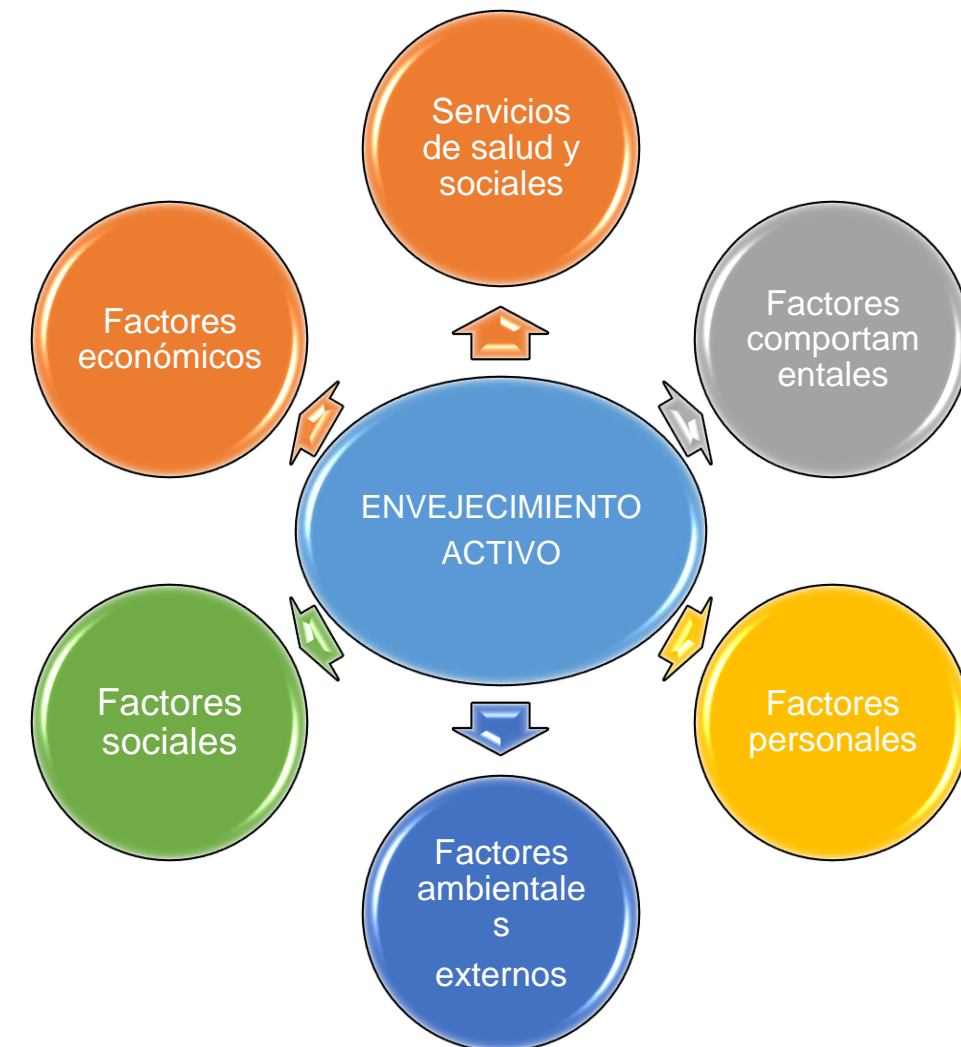 Servicios
de salud y
sociales
Factores
económicos
Factores
comportam
entales
ENVEJECIMIENTO
ACTIVO
Factores
sociales
Factores
personales
Factores
ambientale
s
externos